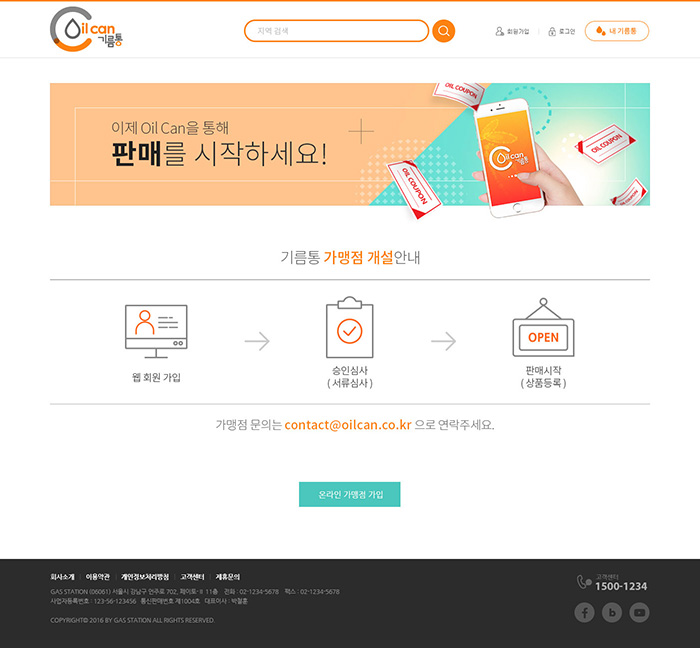 Oil can
기름통
지역 검색
회원가입
로그인
내 기름통
이제 Oil Can을 통해
판매를 시작하세요!
OIL COUPON
OIL COUPON
OIL COUPON
OIL COUPON
Oil can
기름통
기름통 가맹점 개설안내
웹 회원 가입
승인심사
( 서류심사 )
OPEN
판매시작
( 상품등록 )
가맹점 문의는 contact@oilcan.co.kr 으로 연락주세요.
온라인 가맹점 가입
회사소개 이용약관 개인정보처리방침 고객센터 제휴문의
GAS STATION (06061) 서울시 강남구 언주로 702, 페이토-II 11층 전화 : 02-1234-5678 팩스 : 02-1234-5678
사업자등록번호 : 123-56-123456 통신판매번호 제1004호 대표이사 : 박철훈
COPYRIGHT© 2016 BY GAS STATION ALL RIGHTS RESERVED.
고객센터
1500-1234